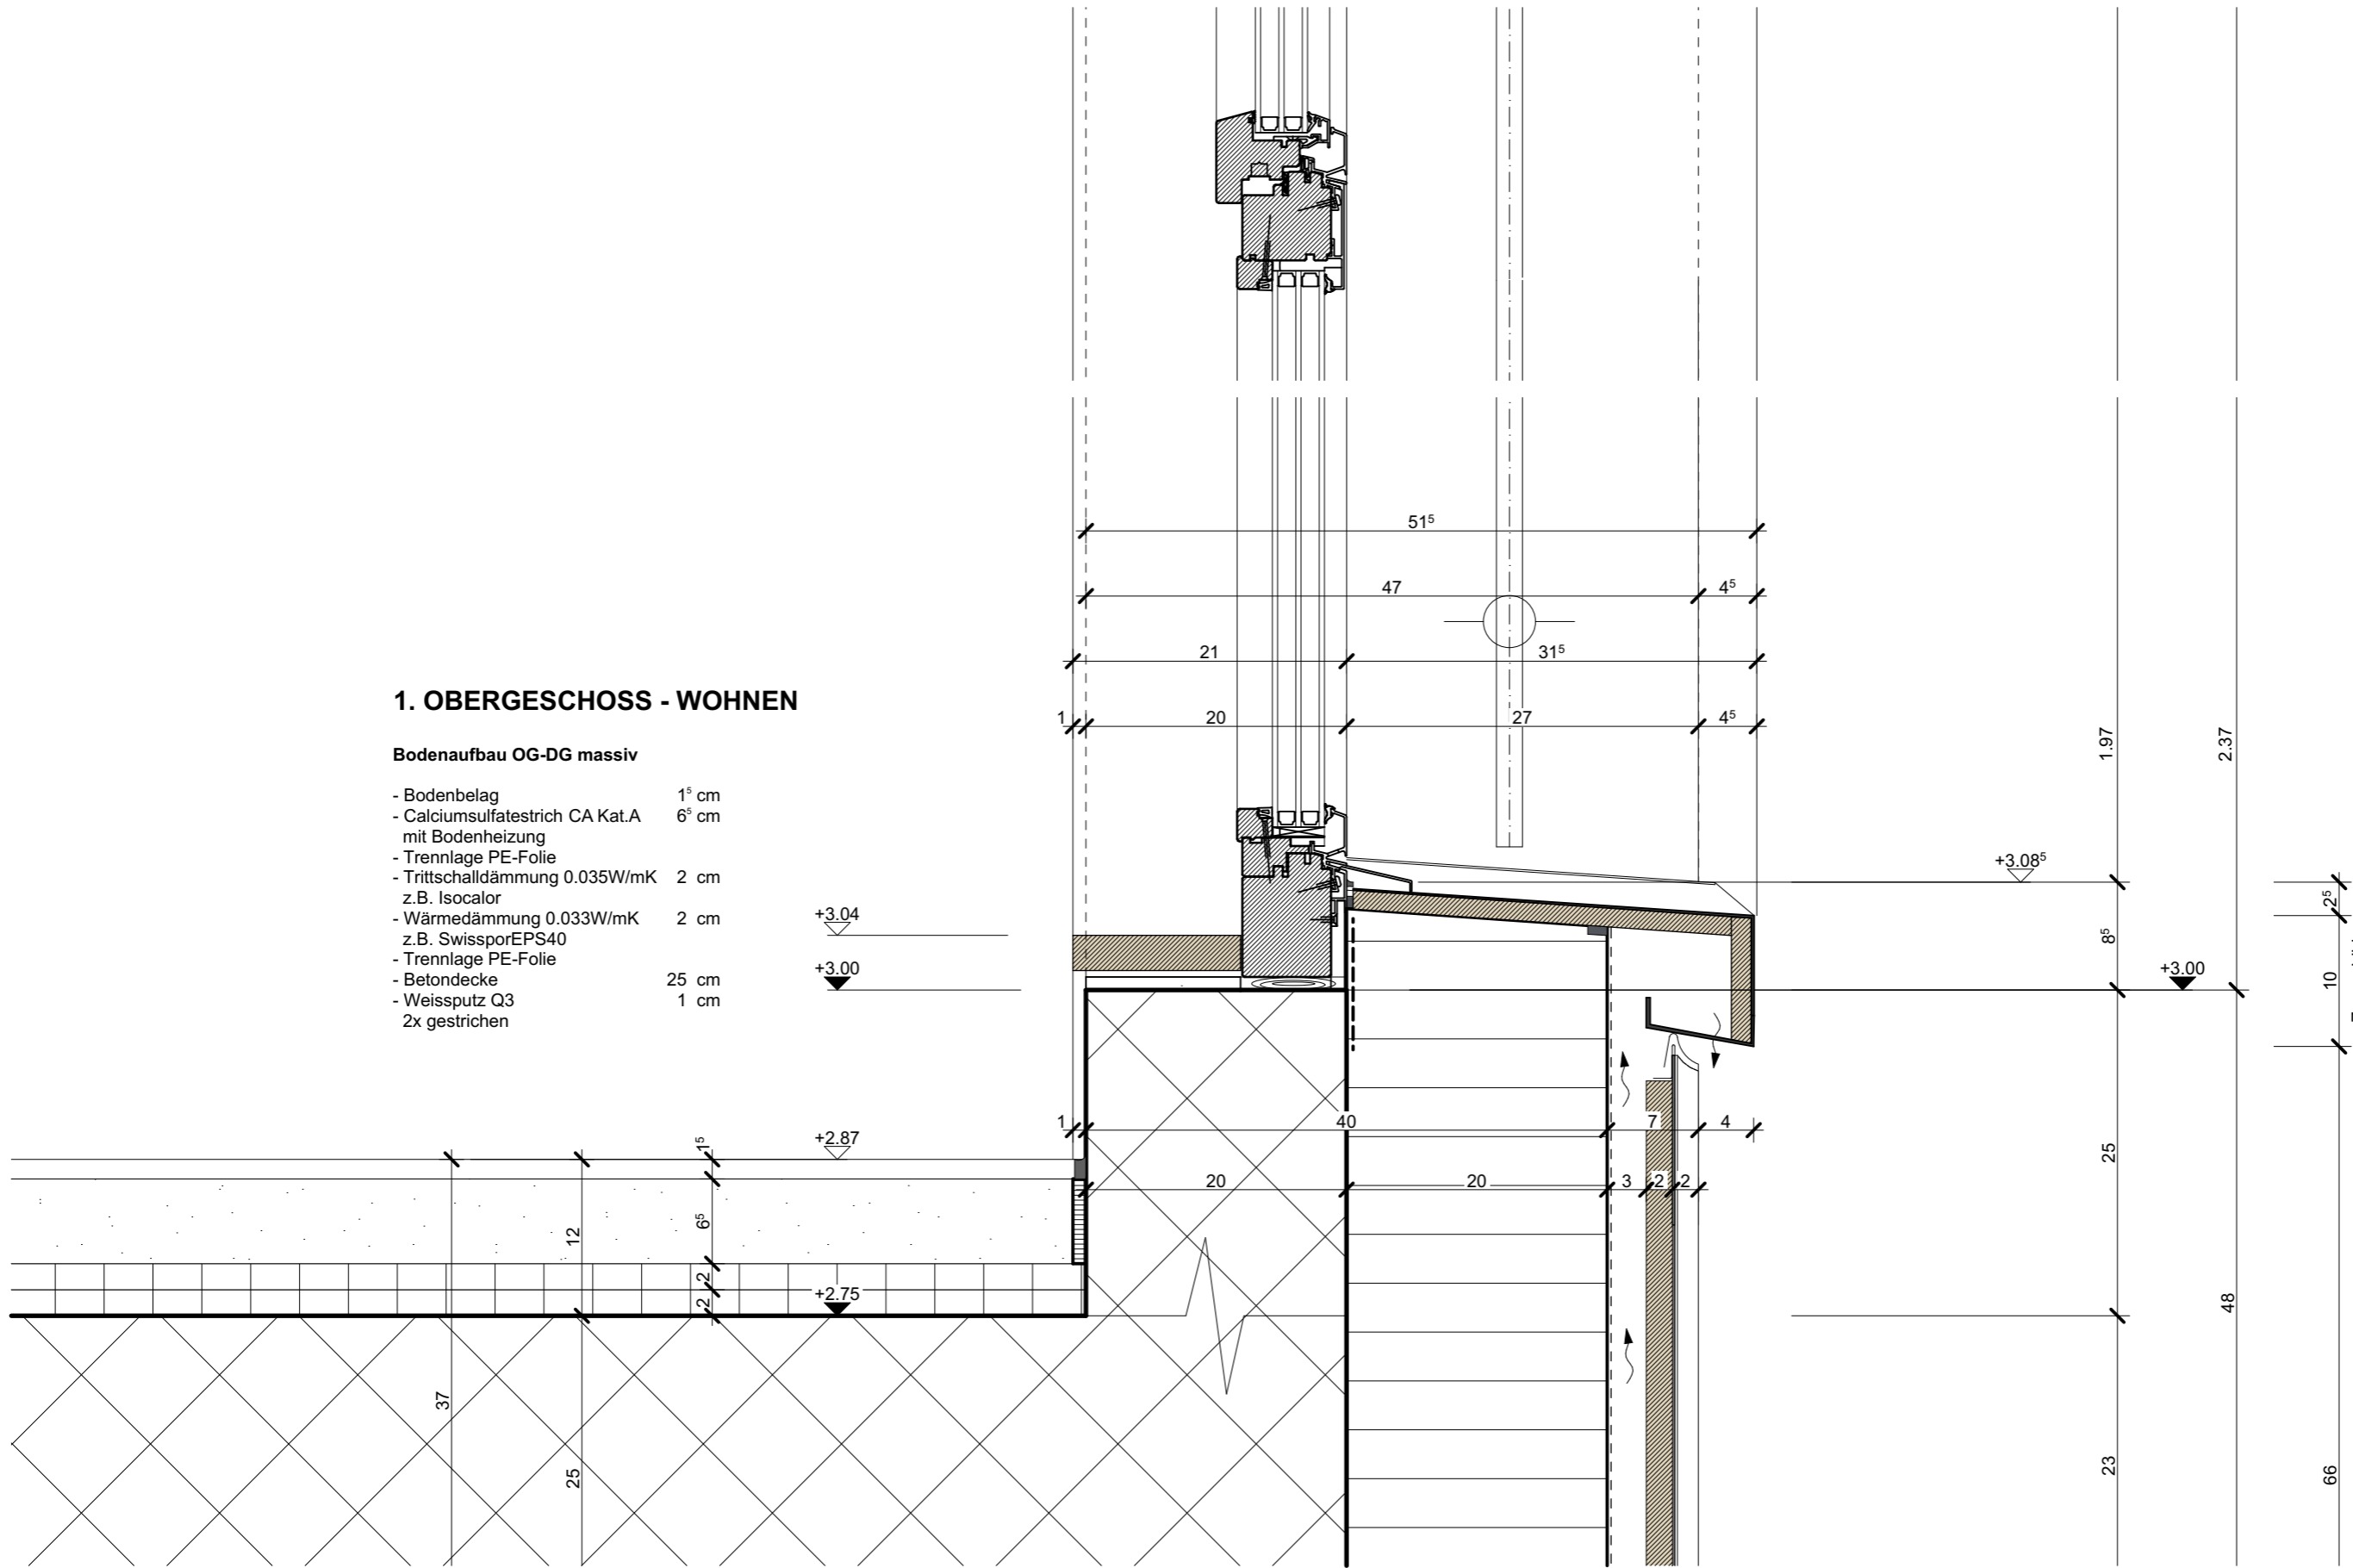 51⁵
47
4⁵
21
31⁵
1
20
27
4⁵
1. OBERGESCHOSS - WOHNEN
Bodenaufbau OG-DG massiv
- Bodenbelag 1⁵ cm
- Calciumsulfatestrich CA Kat.A 6⁵ cm
mit Bodenheizung
- Trennlage PE-Folie
- Trittschalldämmung 0.035W/mK 2 cm
z.B. Isocalor
- Wärmedämmung 0.033W/mK 2 cm
z.B. SwissporEPS40
- Trennlage PE-Folie
- Betondecke 25 cm
- Weissputz Q3 1 cm
2x gestrichen
+3.04
+3.00
+2.87
+2.75
1⁵
6⁵
2
2
12
37
25
1
40
7
4
20
20
3
2
2
1.97
2.37
+3.08⁵
+3.00
2⁵
8⁵
10
25
48
23
66